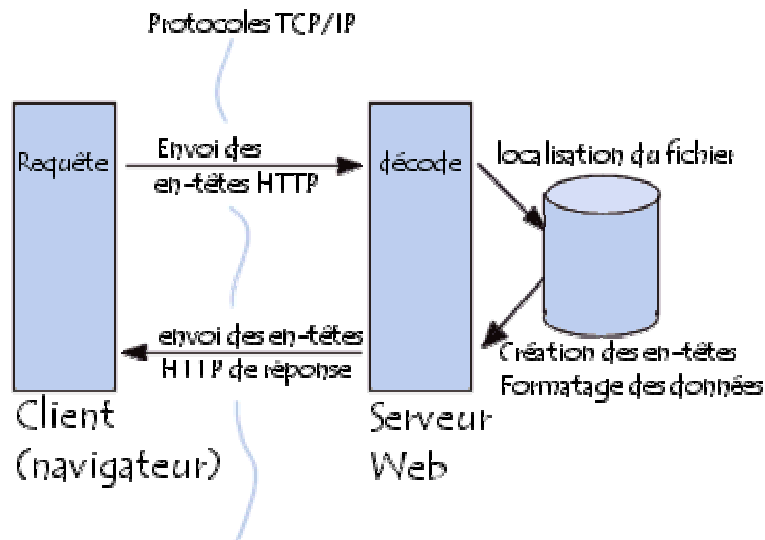 Protocoles TCP/IP
Requête
Envoi des
en-têtes HTTP
décode
localisation du fichier
envoi des en-têtes
HTTP de réponse
Création des en-têtes
Formatage des données
Client
(navigateur)
Serveur
Web